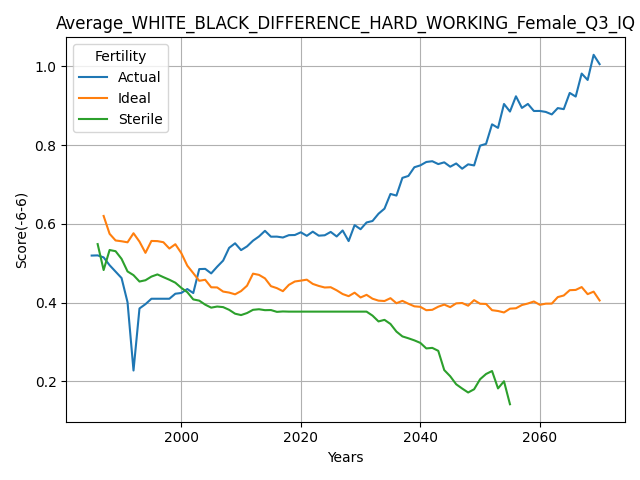 Average_WHITE_BLACK_DIFFERENCE_HARD_WORKING_Female_Q3_IQ
Fertility
Actual
Ideal
Sterile
1.0
0.8
0.6
0.4
0.2
Score(-6-6)
2000 2020 2040 2060
Years